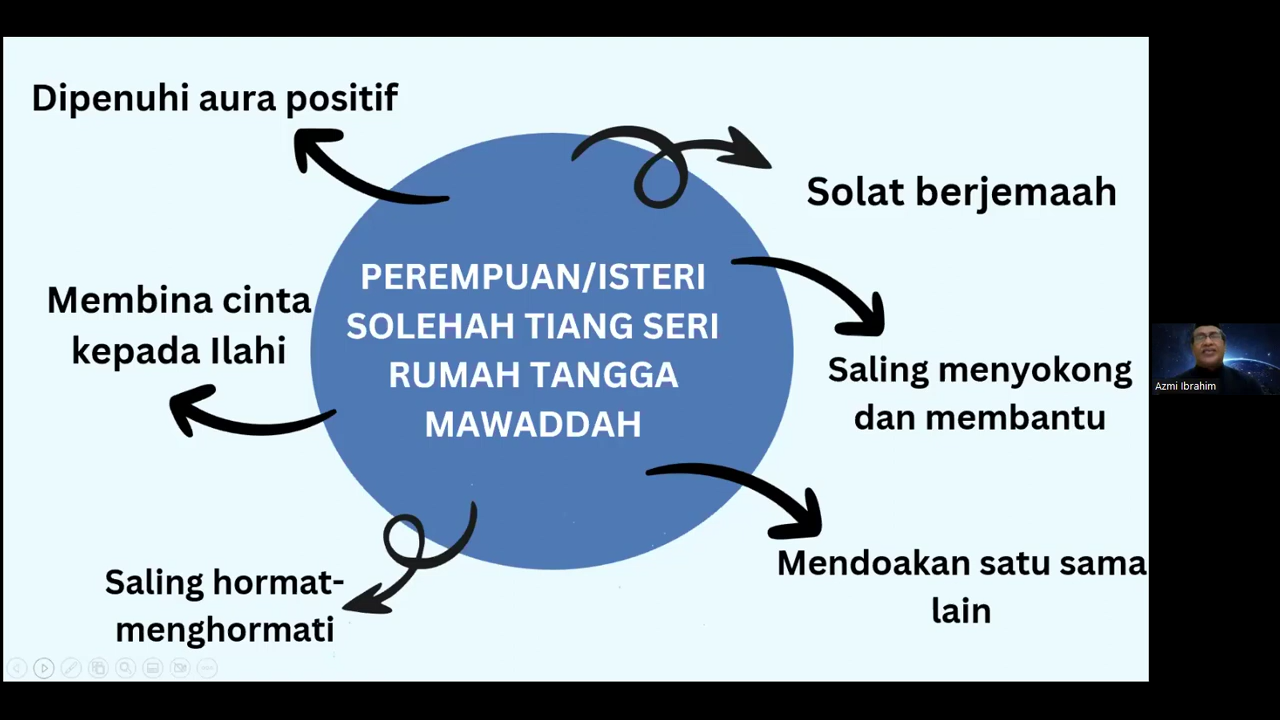 Dipenuhi aura positif
Solat berjemaah
PEREMPUAN/ISTERI
SOLEHAH TIANG SERI
RUMAH TANGGA
MAWADDAH
Membina cinta
kepada Ilahi
Saling menyokong
dan membantu
Azmi Ibrahim
Mendoakan satu sama
lain
Saling hormat-
menghormati